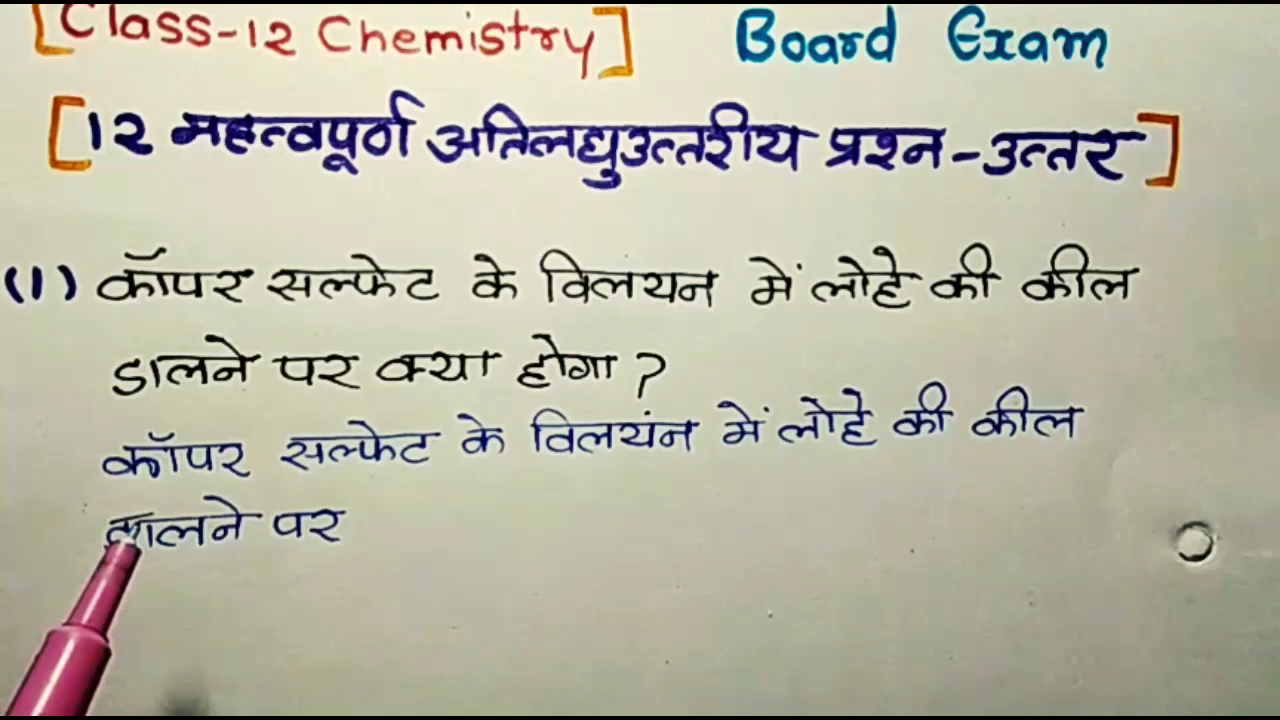 [Class-12 Chemistry] Board Exam
[12 महत्वपूर्ण अतिलघुउत्तरीय प्रश्न-उत्तर]
(1) कॉपर सल्फेट के विलयन में लोहे की कील
डालने पर क्या होगा?
कॉपर सल्फेट के विलयंन में लोहे की कील
डालने पर